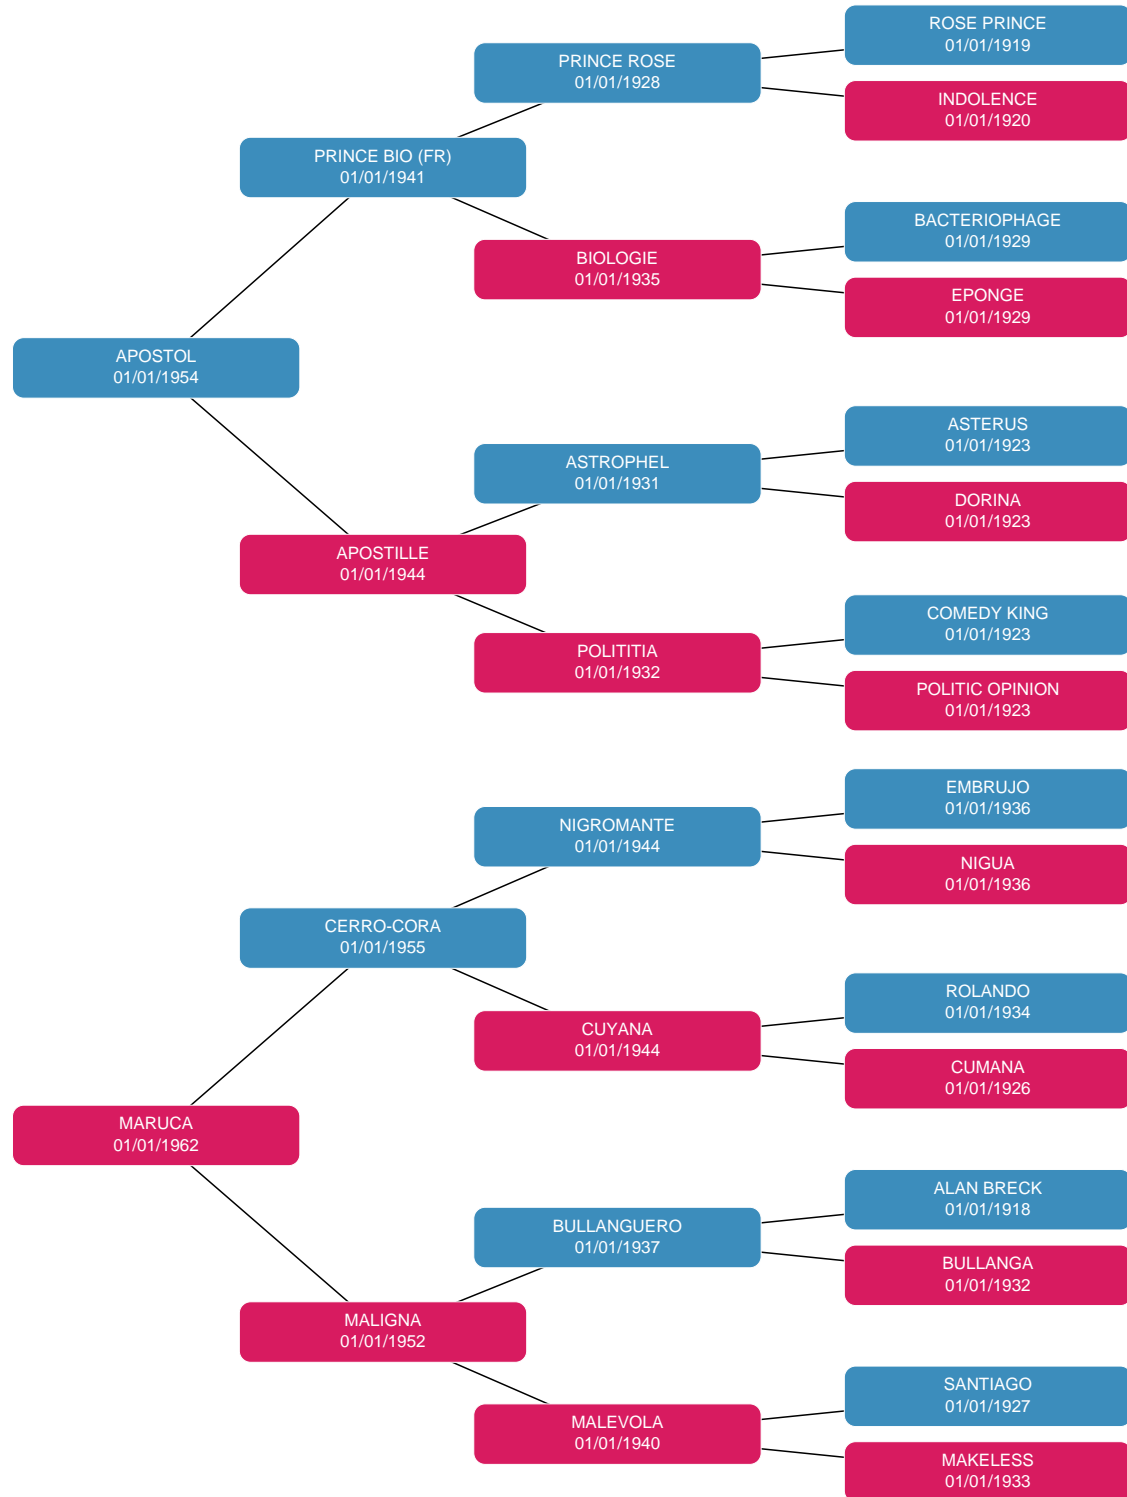 ROSE PRINCE
01/01/1919
PRINCE ROSE
01/01/1928
INDOLENCE
01/01/1920
PRINCE BIO (FR)
01/01/1941
BACTERIOPHAGE
01/01/1929
BIOLOGIE
01/01/1935
EPONGE
01/01/1929
APOSTOL
01/01/1954
ASTERUS
01/01/1923
ASTROPHEL
01/01/1931
DORINA
01/01/1923
APOSTILLE
01/01/1944
COMEDY KING
01/01/1923
POLITITIA
01/01/1932
POLITIC OPINION
01/01/1923
EMBRUJO
01/01/1936
NIGROMANTE
01/01/1944
NIGUA
01/01/1936
CERRO-CORA
01/01/1955
ROLANDO
01/01/1934
CUYANA
01/01/1944
CUMANA
01/01/1926
MARUCA
01/01/1962
ALAN BRECK
01/01/1918
BULLANGUERO
01/01/1937
BULLANGA
01/01/1932
MALIGNA
01/01/1952
SANTIAGO
01/01/1927
MALEVOLA
01/01/1940
MAKELESS
01/01/1933